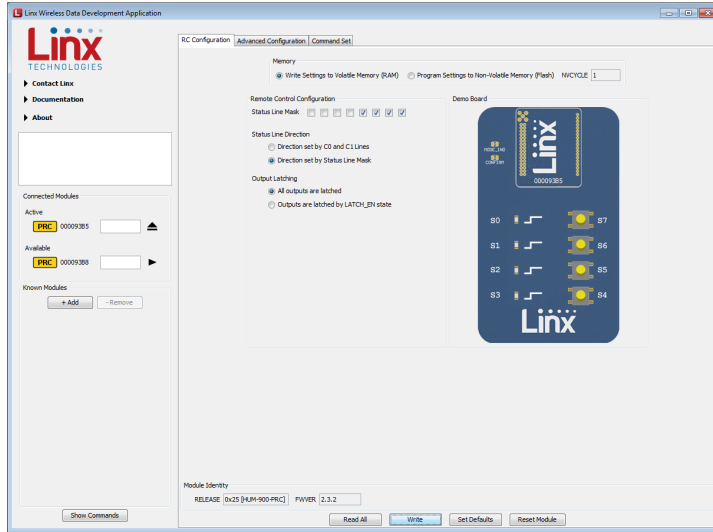 Linx Wireless Data Development Application
Linx
TECHNOLOGIES
Contact Linx
Documentation
About
Connected Modules
Active
PRC 000093B5
Available
PRC 000093B8
Known Modules
+ Add - Remove
Show Commands
RC Configuration Advanced Configuration Command Set
Memory
Write Settings to Volatile Memory (RAM) Program Settings to Non-Volatile Memory (Flash) NVCYCLE 1
Remote Control Configuration
Status Line Mask
Status Line Direction
Direction set by C0 and C1 Lines
Direction set by Status Line Mask
Output Latching
All outputs are latched
Outputs are latched by LATCH_EN state
Demo Board
Linx
MODE_IND
CONFIRM
000093B5
S0 S7
S1 S6
S2 S5
S3 S4
Linx
Module Identity
RELEASE 0x25 [HUM-900-PRC] FWVER 2.3.2
Read All Write Set Defaults Reset Module